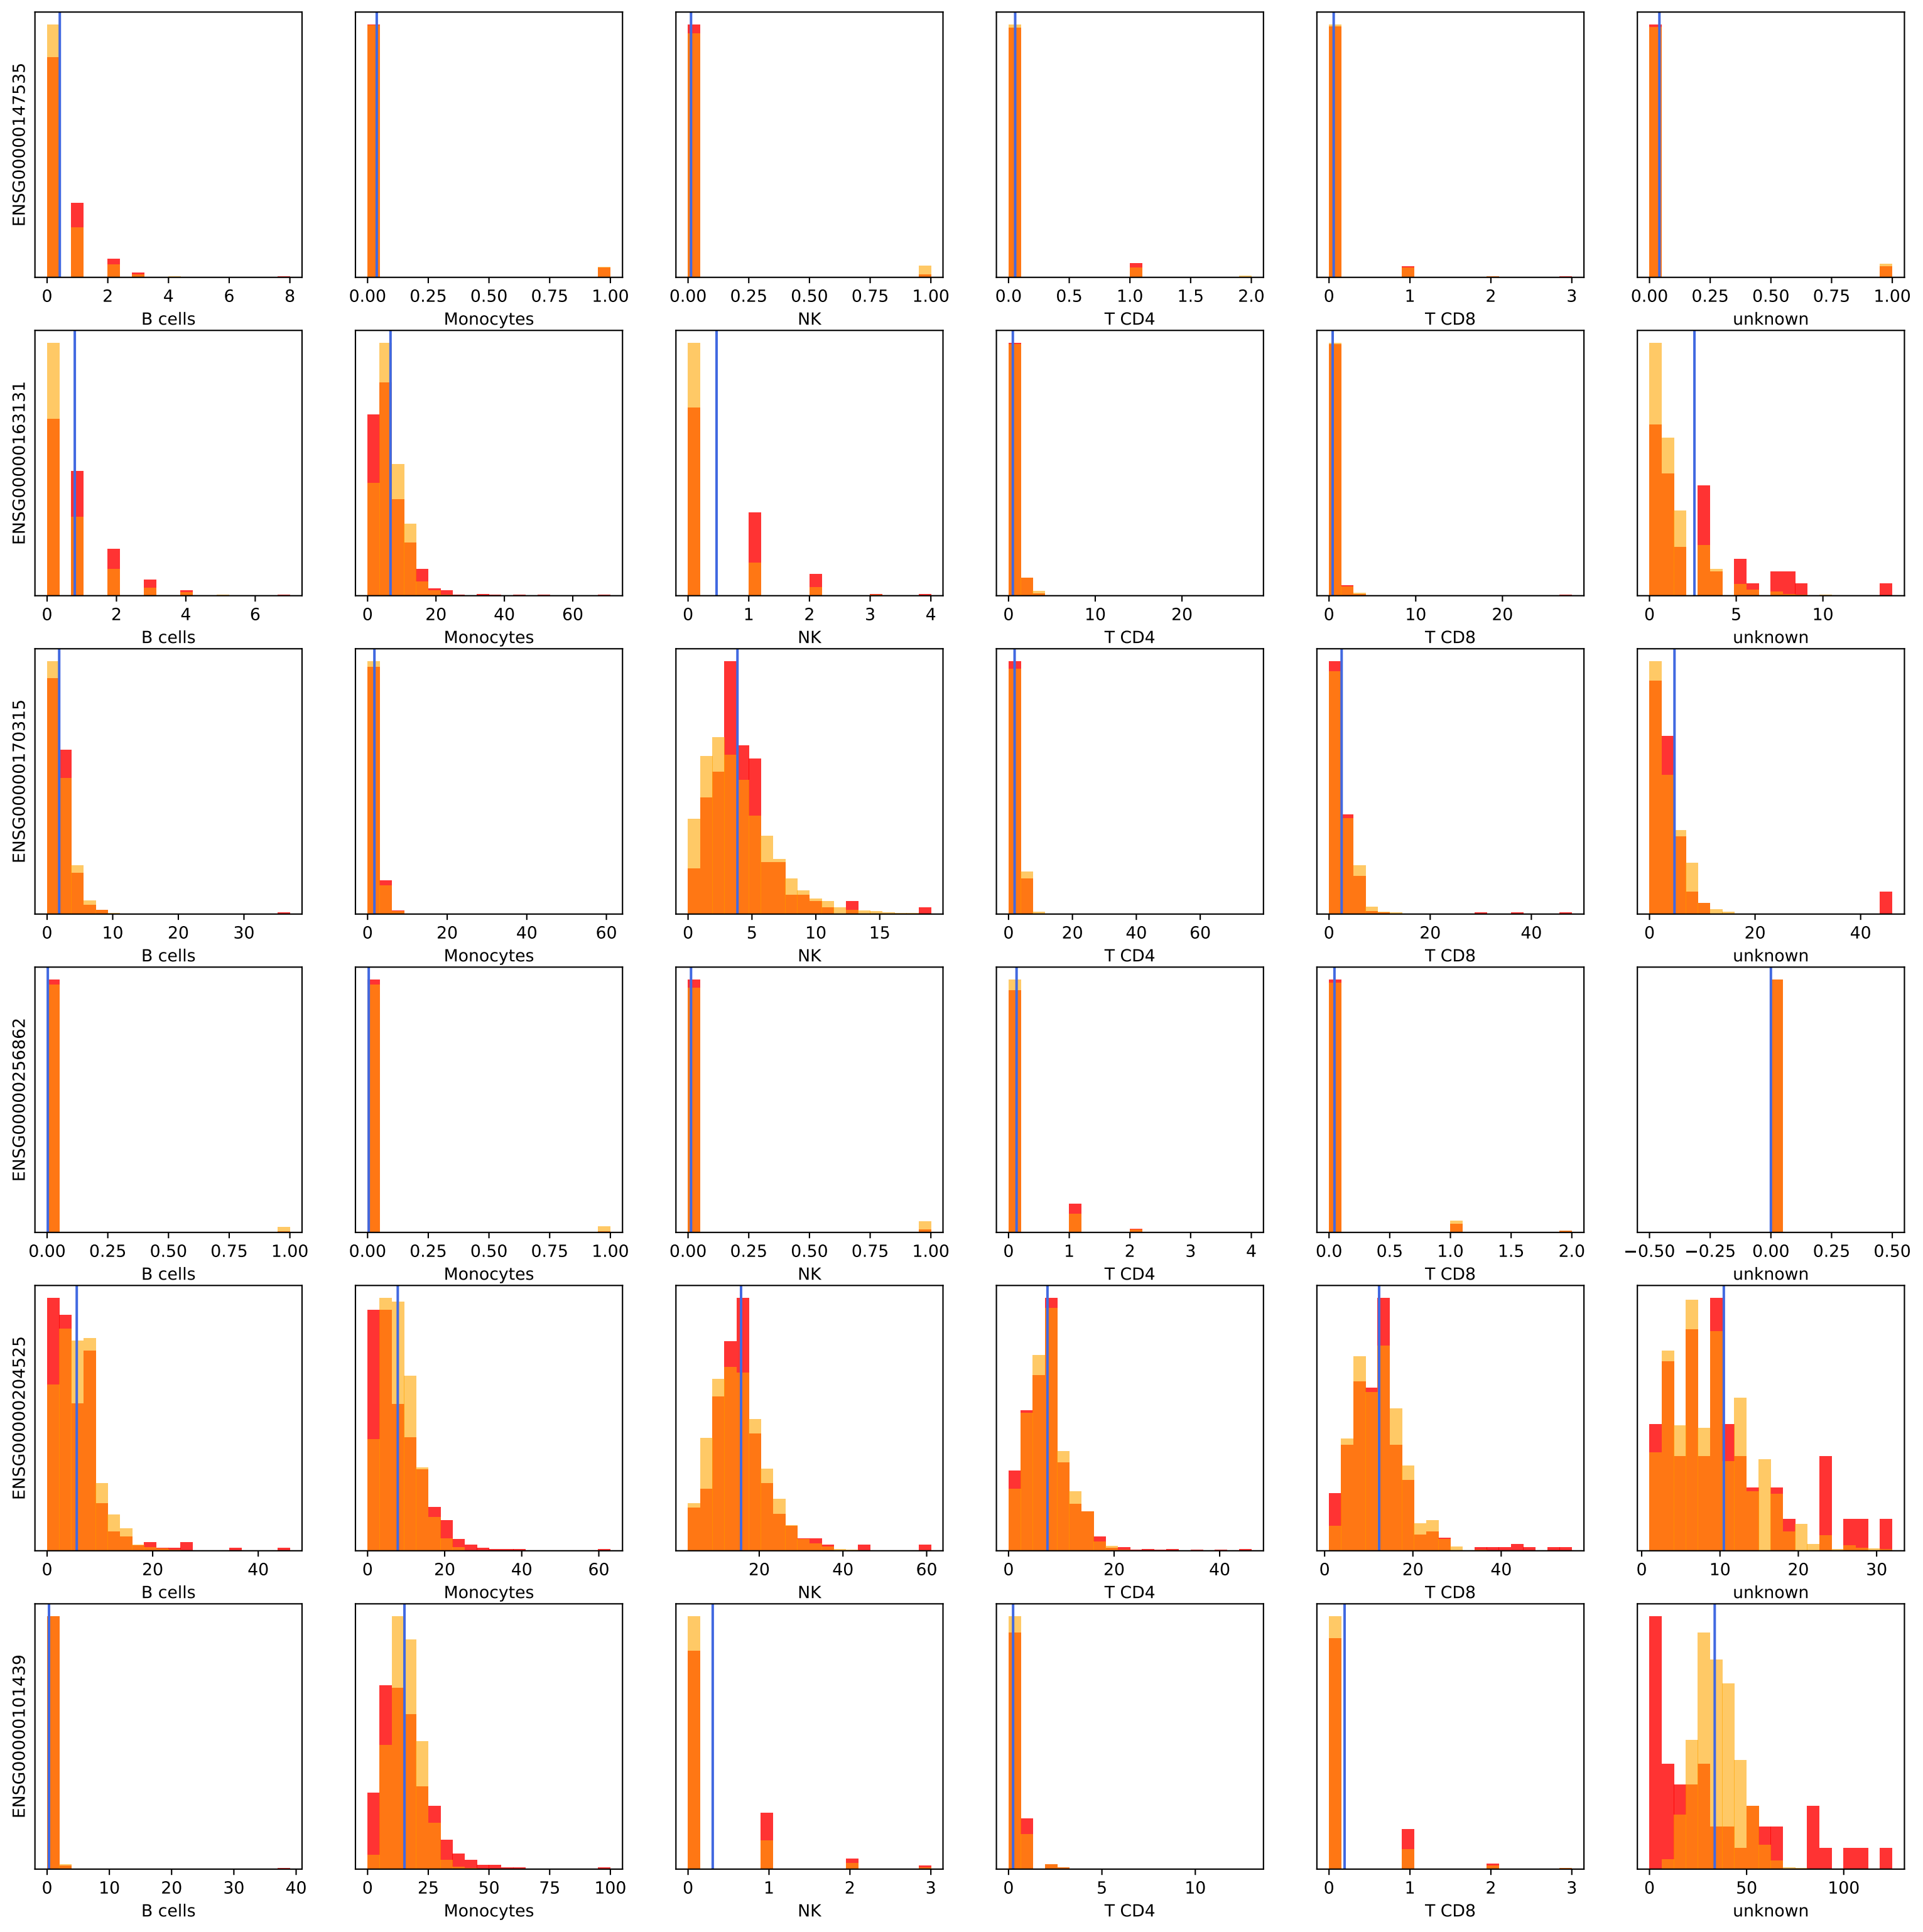 ENSG00000147535
0 2 4 6 8
B cells
0.00 0.25 0.50 0.75 1.00
Monocytes
0.00 0.25 0.50 0.75 1.00
NK
0.0 0.5 1.0 1.5 2.0
T CD4
0 1 2 3
T CD8
0.00 0.25 0.50 0.75 1.00
unknown
ENSG00000163131
0 2 4 6
B cells
0 20 40 60
Monocytes
0 1 2 3 4
NK
0 10 20
T CD4
0 10 20
T CD8
0 5 10
unknown
ENSG00000170315
0 10 20 30
B cells
0 20 40 60
Monocytes
0 5 10 15
NK
0 20 40 60
T CD4
0 20 40
T CD8
0 20 40
unknown
ENSG00000256862
0.00 0.25 0.50 0.75 1.00
B cells
0.00 0.25 0.50 0.75 1.00
Monocytes
0.00 0.25 0.50 0.75 1.00
NK
0 1 2 3 4
T CD4
0.0 0.5 1.0 1.5 2.0
T CD8
−0.50 −0.25 0.00 0.25 0.50
unknown
ENSG00000204525
0 20 40
B cells
0 20 40 60
Monocytes
20 40 60
NK
0 20 40
T CD4
0 20 40
T CD8
0 10 20 30
unknown
ENSG00000101439
0 10 20 30 40
B cells
0 25 50 75 100
Monocytes
0 1 2 3
NK
0 5 10
T CD4
0 1 2 3
T CD8
0 50 100
unknown